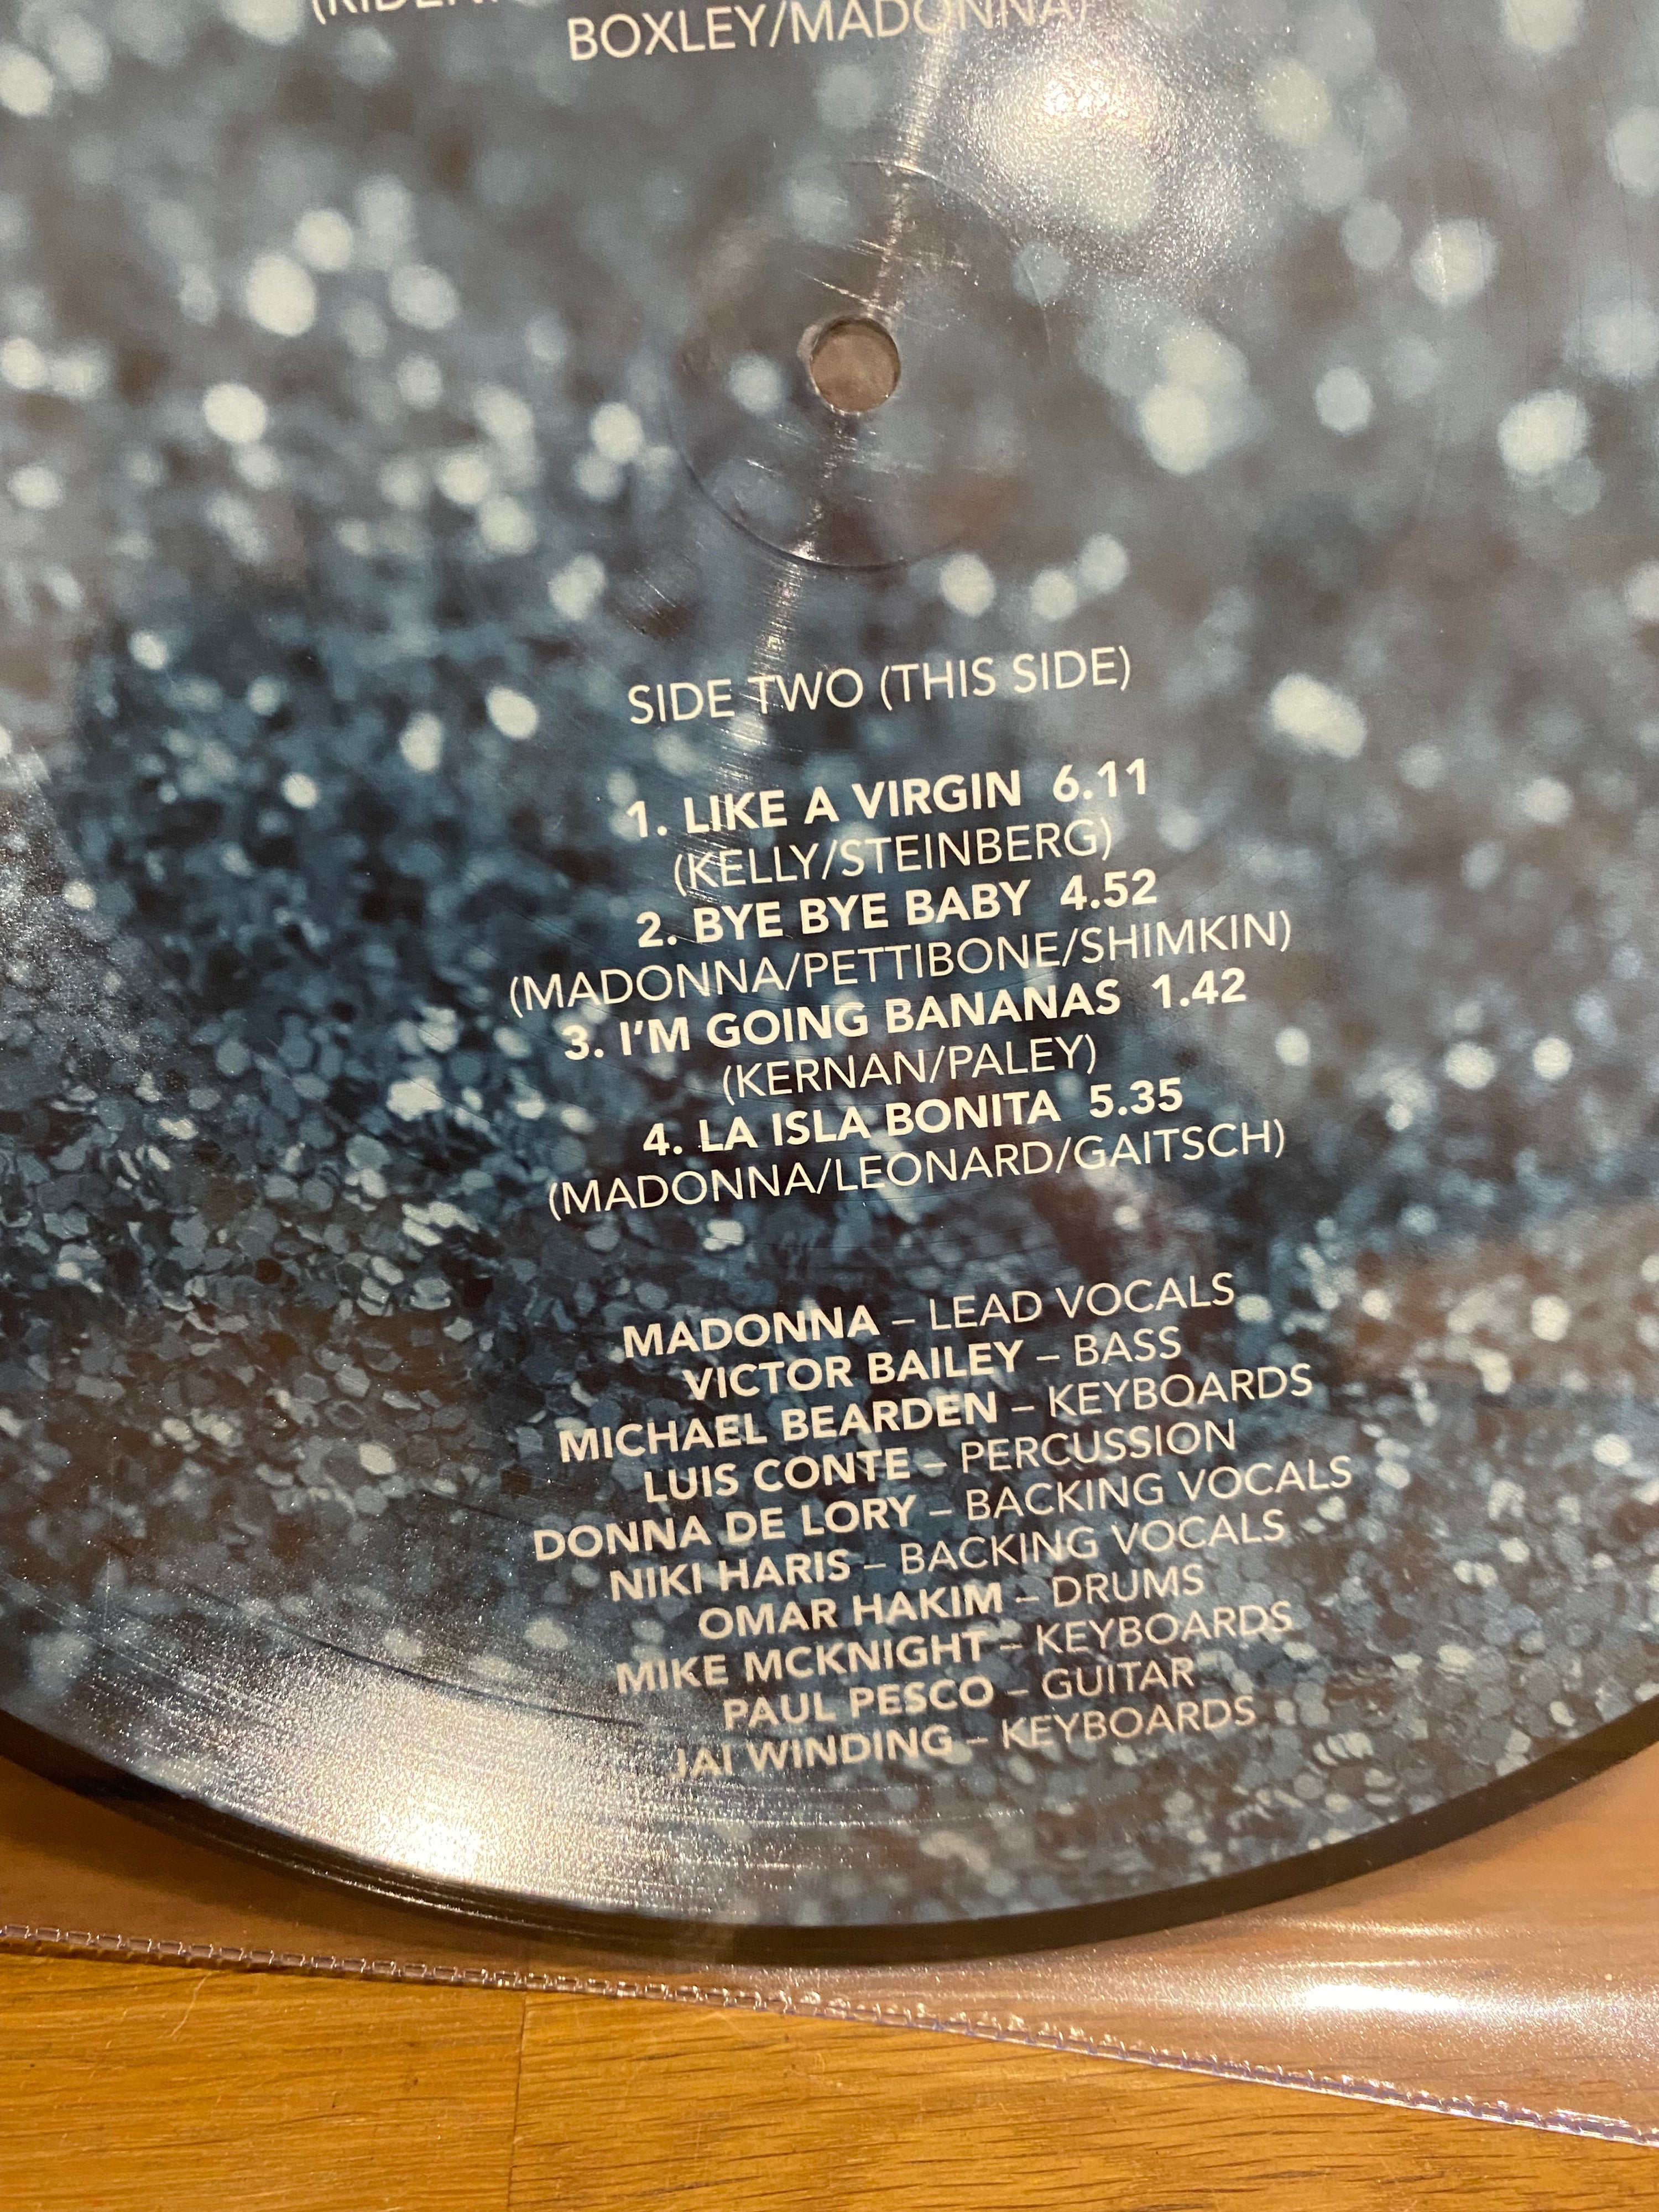 BOXLEY/MADONNA)
SIDE TWO (THIS SIDE)
1. LIKE A VIRGIN 6.11
(KELLY/STEINBERG)
2. BYE BYE BABY 4.52
(MADONNA/PETTIBONE/SHIMKIN)
3. I'M GOING BANANAS 1.42
(KERNAN/PALEY)
4. LA ISLA BONITA 5.35
(MADONNA/LEONARD/GAITSCH)
MADONNA – LEAD VOCALS
VICTOR BAILEY – BASS
MICHAEL BEARDEN – KEYBOARDS
LUIS CONTE – PERCUSSION
DONNA DE LORY – BACKING VOCALS
NIKI HARIS – BACKING VOCALS
OMAR HAKIM – DRUMS
MIKE MCKNIGHT – KEYBOARDS
PAUL PESCO – GUITAR
JAI WINDING – KEYBOARDS